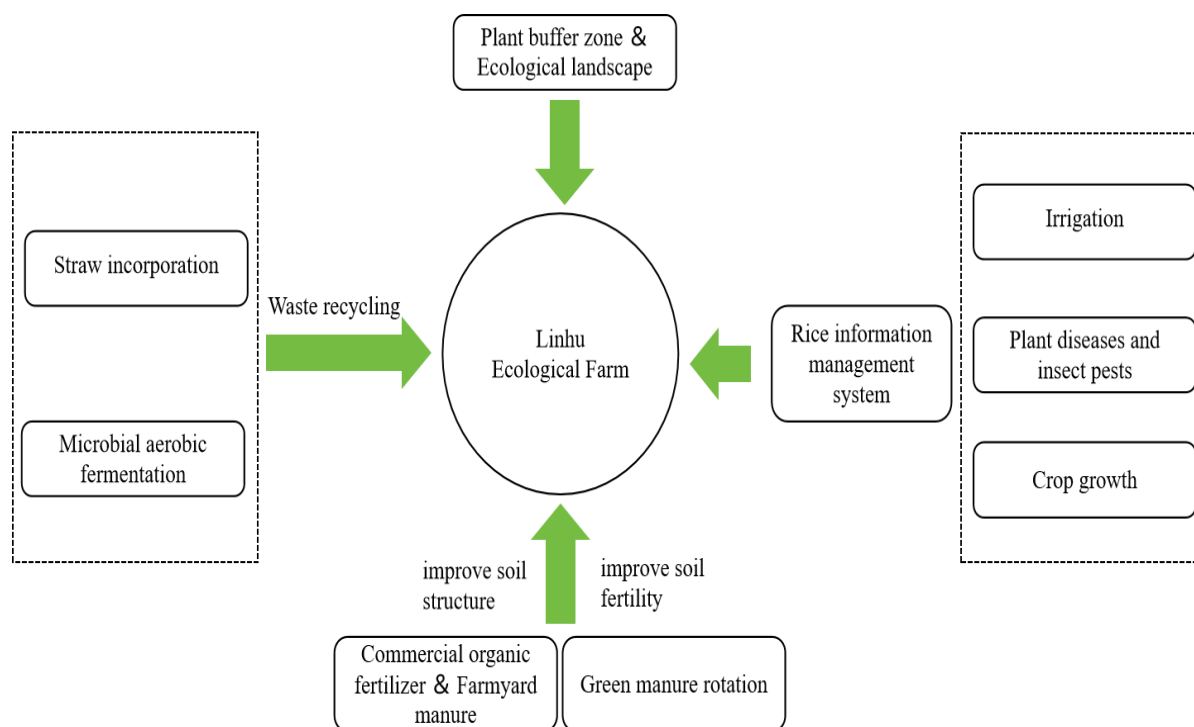 Plant buffer zone &
Ecological landscape
Straw incorporation
Microbial aerobic
fermentation
Waste recycling
Linhu
Ecological Farm
Rice information
management
system
Irrigation
Plant diseases and
insect pests
Crop growth
improve soil
structure
improve soil
fertility
Commercial organic
fertilizer & Farmyard
manure
Green manure rotation